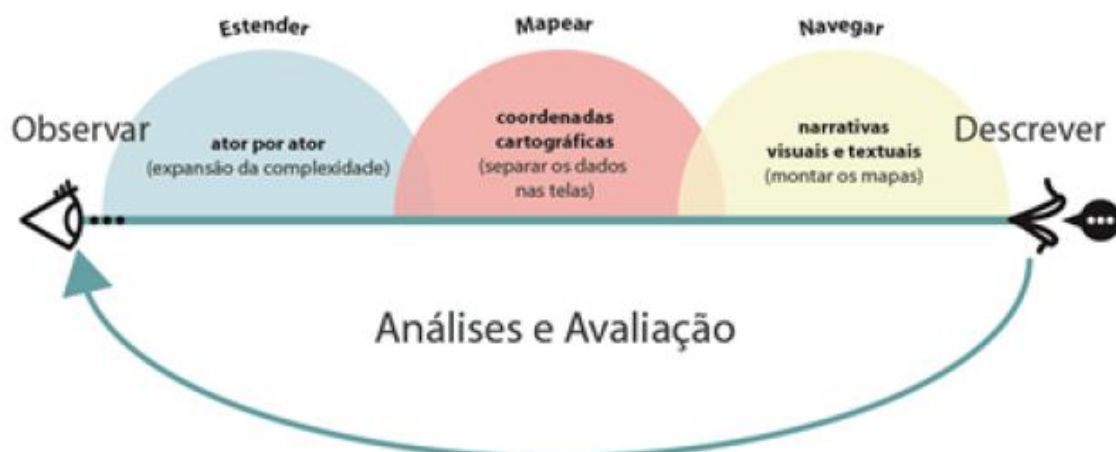 Estender
Mapear
Navegar
Observar
ator por ator
(expansão da complexidade)
coordenadas
cartográficas
(separar os dados
nas telas)
narrativas
visuais e textuais
(montar os mapas)
Descrever
Análises e Avaliação